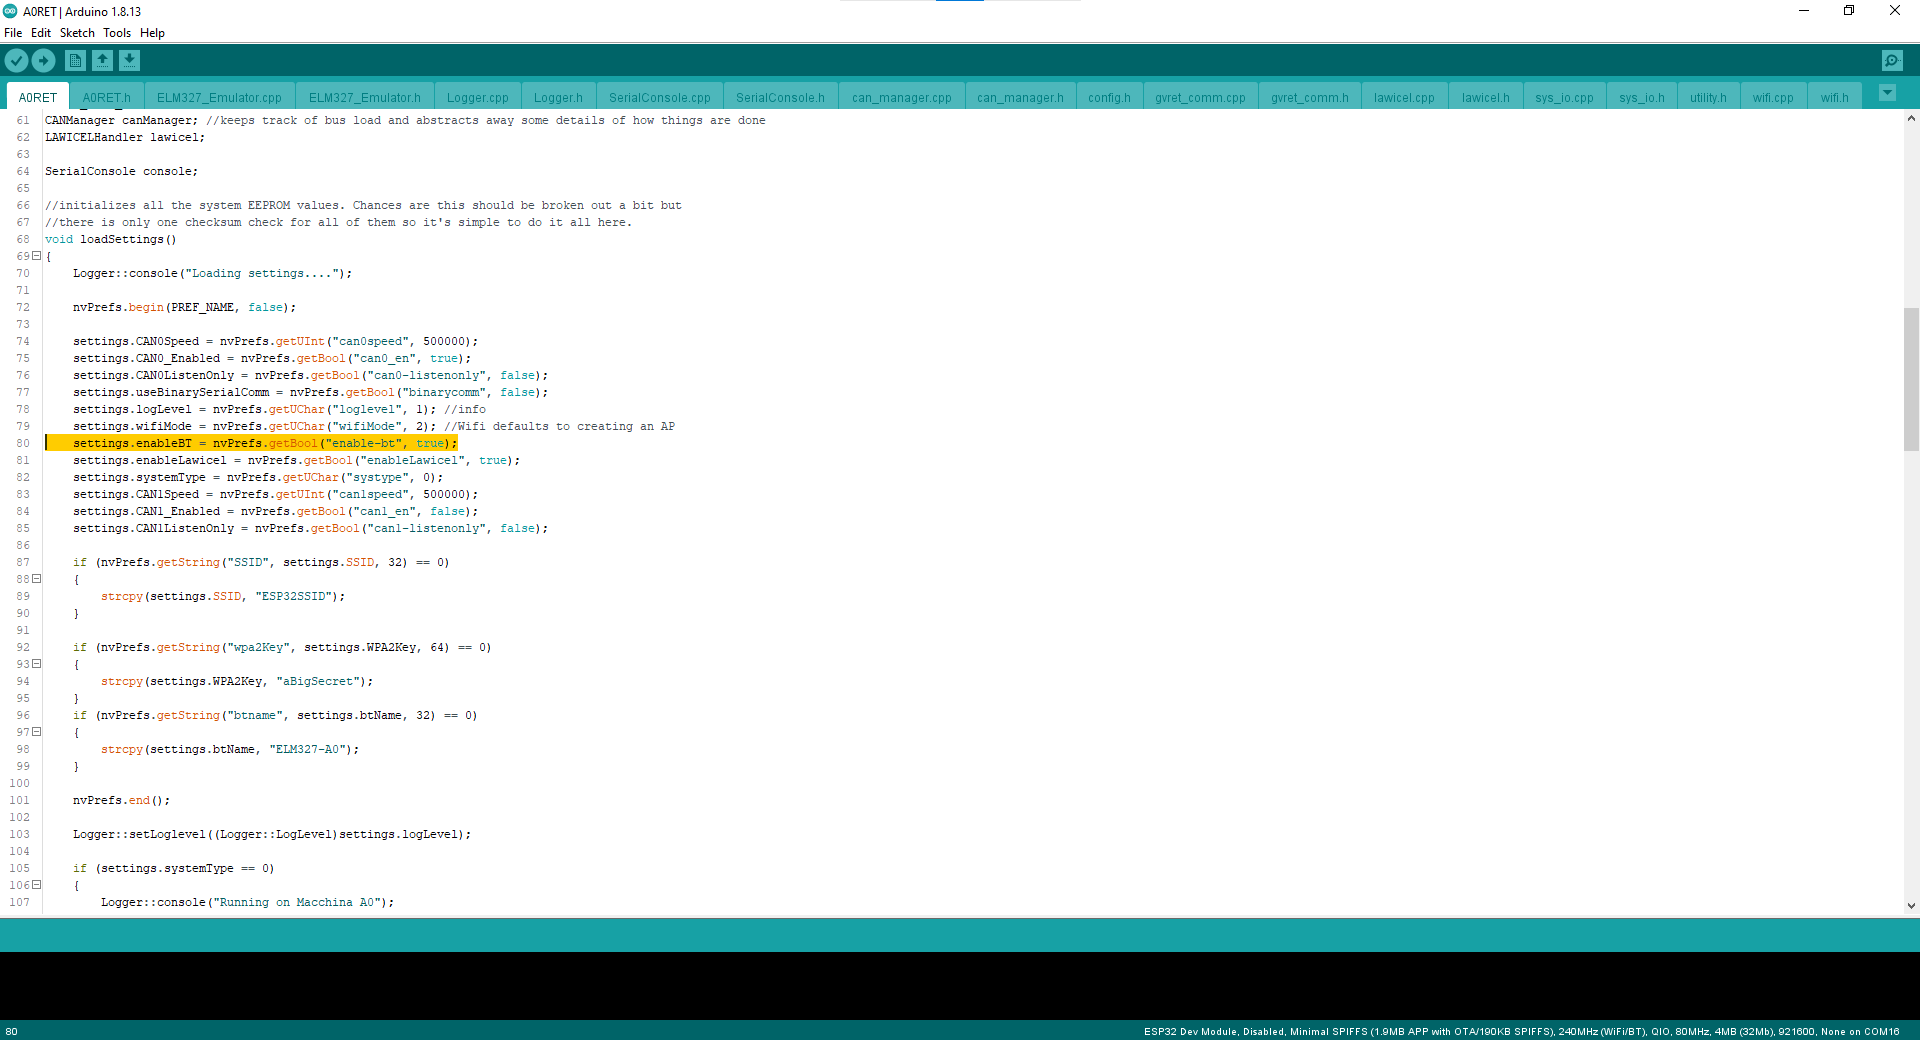 A0RET | Arduino 1.8.13
File Edit Sketch Tools Help
A0RET A0RET.h ELM327_Emulator.cpp ELM327_Emulator.h Logger.cpp Logger.h SerialConsole.cpp SerialConsole.h can_manager.cpp can_manager.h config.h gvret_comm.cpp gvret_comm.h lawicel.cpp lawicel.h sys_io.cpp sys_io.h utility.h wifi.cpp wifi.h
61 CANManager canManager; //keeps track of bus load and abstracts away some details of how things are done
62 LAWICELHandler lawicel;
63
64 SerialConsole console;
65
66 //initializes all the system EEPROM values. Chances are this should be broken out a bit but
67 //there is only one checksum check for all of them so it's simple to do it all here.
68 void loadSettings()
69 {
70 Logger::console("Loading settings....");
71
72 nvPrefs.begin(PREF_NAME, false);
73
74 settings.CAN0Speed = nvPrefs.getUInt("can0speed", 500000);
75 settings.CAN0_Enabled = nvPrefs.getBool("can0_en", true);
76 settings.CAN0ListenOnly = nvPrefs.getBool("can0-listenonly", false);
77 settings.useBinarySerialComm = nvPrefs.getBool("binarycomm", false);
78 settings.logLevel = nvPrefs.getUChar("loglevel", 1); //info
79 settings.wifiMode = nvPrefs.getUChar("wifiMode", 2); //Wifi defaults to creating an AP
80 settings.enableBT = nvPrefs.getBool("enable-bt", true);
81 settings.enableLawicel = nvPrefs.getBool("enableLawicel", true);
82 settings.systemType = nvPrefs.getUChar("systype", 0);
83 settings.CAN1Speed = nvPrefs.getUInt("can1speed", 500000);
84 settings.CAN1_Enabled = nvPrefs.getBool("can1_en", false);
85 settings.CAN1ListenOnly = nvPrefs.getBool("can1-listenonly", false);
86
87 if (nvPrefs.getString("SSID", settings.SSID, 32) == 0)
88 {
89 strcpy(settings.SSID, "ESP32SSID");
90 }
91
92 if (nvPrefs.getString("wpa2Key", settings.WPA2Key, 64) == 0)
93 {
94 strcpy(settings.WPA2Key, "aBigSecret");
95 }
96 if (nvPrefs.getString("btname", settings.btName, 32) == 0)
97 {
98 strcpy(settings.btName, "ELM327-A0");
99 }
100
101 nvPrefs.end();
102
103 Logger::setLoglevel((Logger::LogLevel)settings.logLevel);
104
105 if (settings.systemType == 0)
106 {
107 Logger::console("Running on Macchina A0");
80 ESP32 Dev Module, Disabled, Minimal SPIFFS (1.9MB APP with OTA/190KB SPIFFS), 240MHz (WiFi/BT), QIO, 80MHz, 4MB (32Mb), 921600, None on COM16